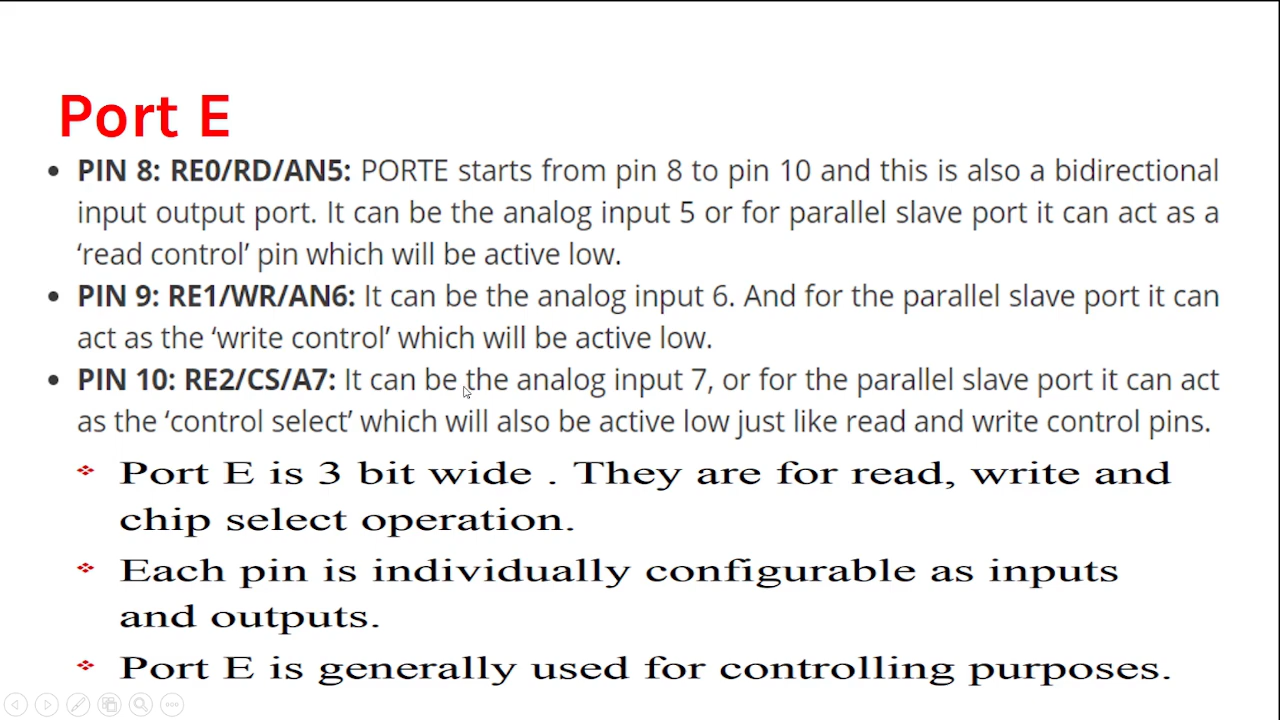 Port E
• PIN 8: RE0/RD/AN5: PORTE starts from pin 8 to pin 10 and this is also a bidirectional
input output port. It can be the analog input 5 or for parallel slave port it can act as a
‘read control’ pin which will be active low.
• PIN 9: RE1/WR/AN6: It can be the analog input 6. And for the parallel slave port it can
act as the ‘write control’ which will be active low.
• PIN 10: RE2/CS/A7: It can be the analog input 7, or for the parallel slave port it can act
as the ‘control select’ which will also be active low just like read and write control pins.
❖ Port E is 3 bit wide . They are for read, write and
chip select operation.
❖ Each pin is individually configurable as inputs
and outputs.
❖ Port E is generally used for controlling purposes.